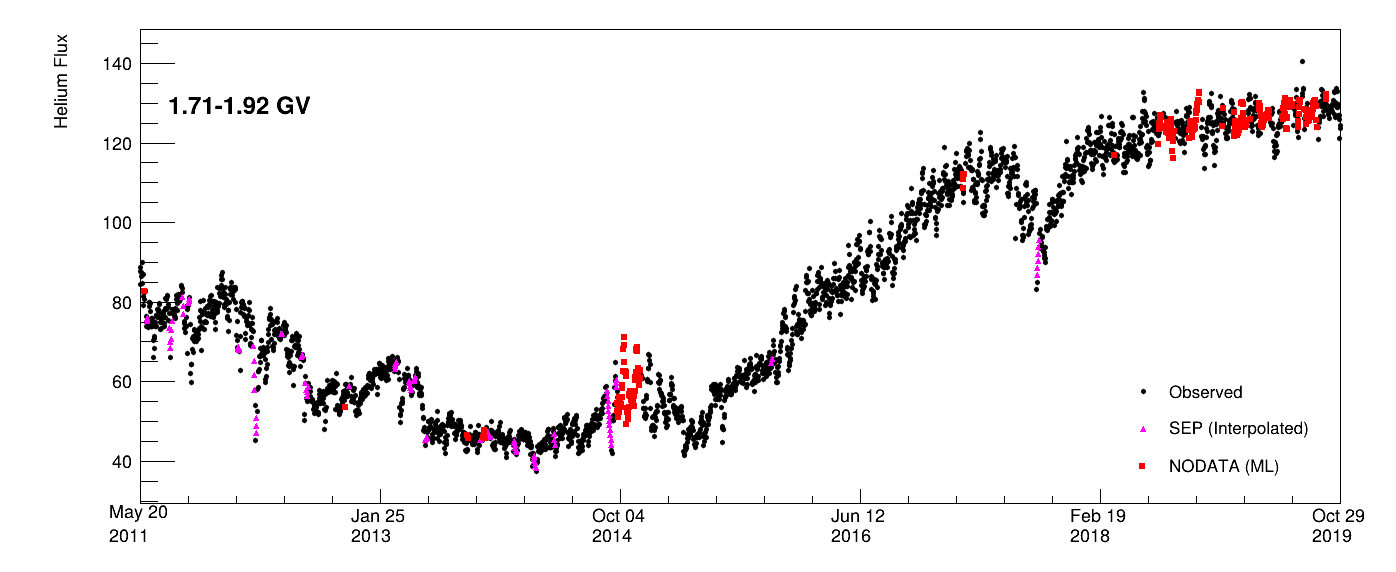 Helium Flux
140
120
100
80
60
40
1.71-1.92 GV
Observed
SEP (Interpolated)
NODATA (ML)
May 20
2011
Jan 25
2013
Oct 04
2014
Jun 12
2016
Feb 19
2018
Oct 29
2019